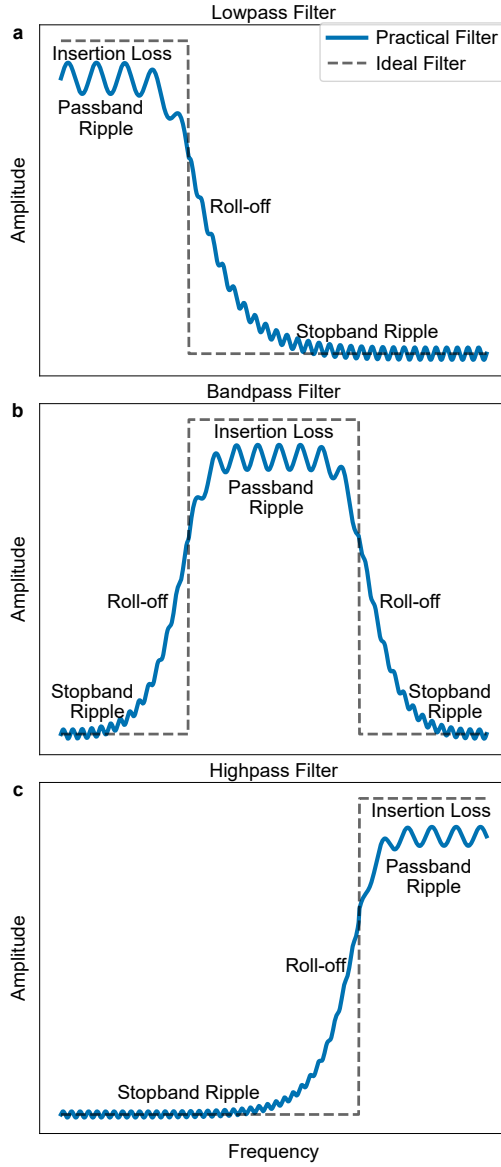 Lowpass Filter
a
Practical Filter
Ideal Filter
Insertion Loss
Passband
Ripple
Roll-off
Stopband Ripple
Amplitude
Bandpass Filter
b
Insertion Loss
Passband
Ripple
Roll-off
Roll-off
Stopband
Ripple
Stopband
Ripple
Amplitude
Highpass Filter
c
Insertion Loss
Passband
Ripple
Roll-off
Stopband Ripple
Amplitude
Frequency